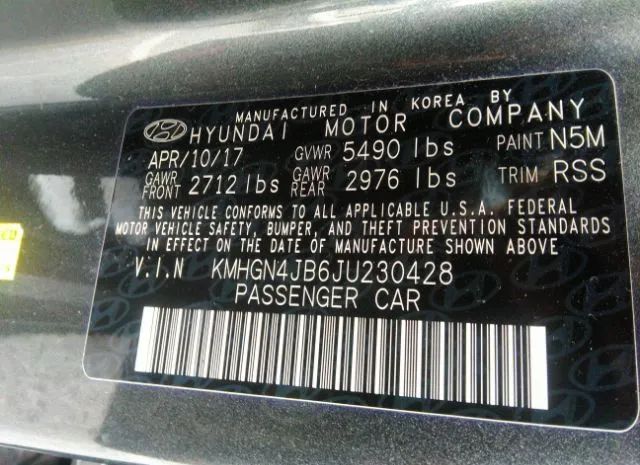 MANUFACTURED IN KOREA BY
HYUNDAI MOTOR COMPANY
APR/10/17 GVWR 5490 lbs PAINT N5M
GAWR FRONT 2712 lbs GAWR REAR 2976 lbs TRIM RSS
THIS VEHICLE CONFORMS TO ALL APPLICABLE U.S.A. FEDERAL
MOTOR VEHICLE SAFETY, BUMPER, AND THEFT PREVENTION STANDARDS
IN EFFECT ON THE DATE OF MANUFACTURE SHOWN ABOVE
V.I.N KMHGN4JB6JU230428
PASSENGER CAR